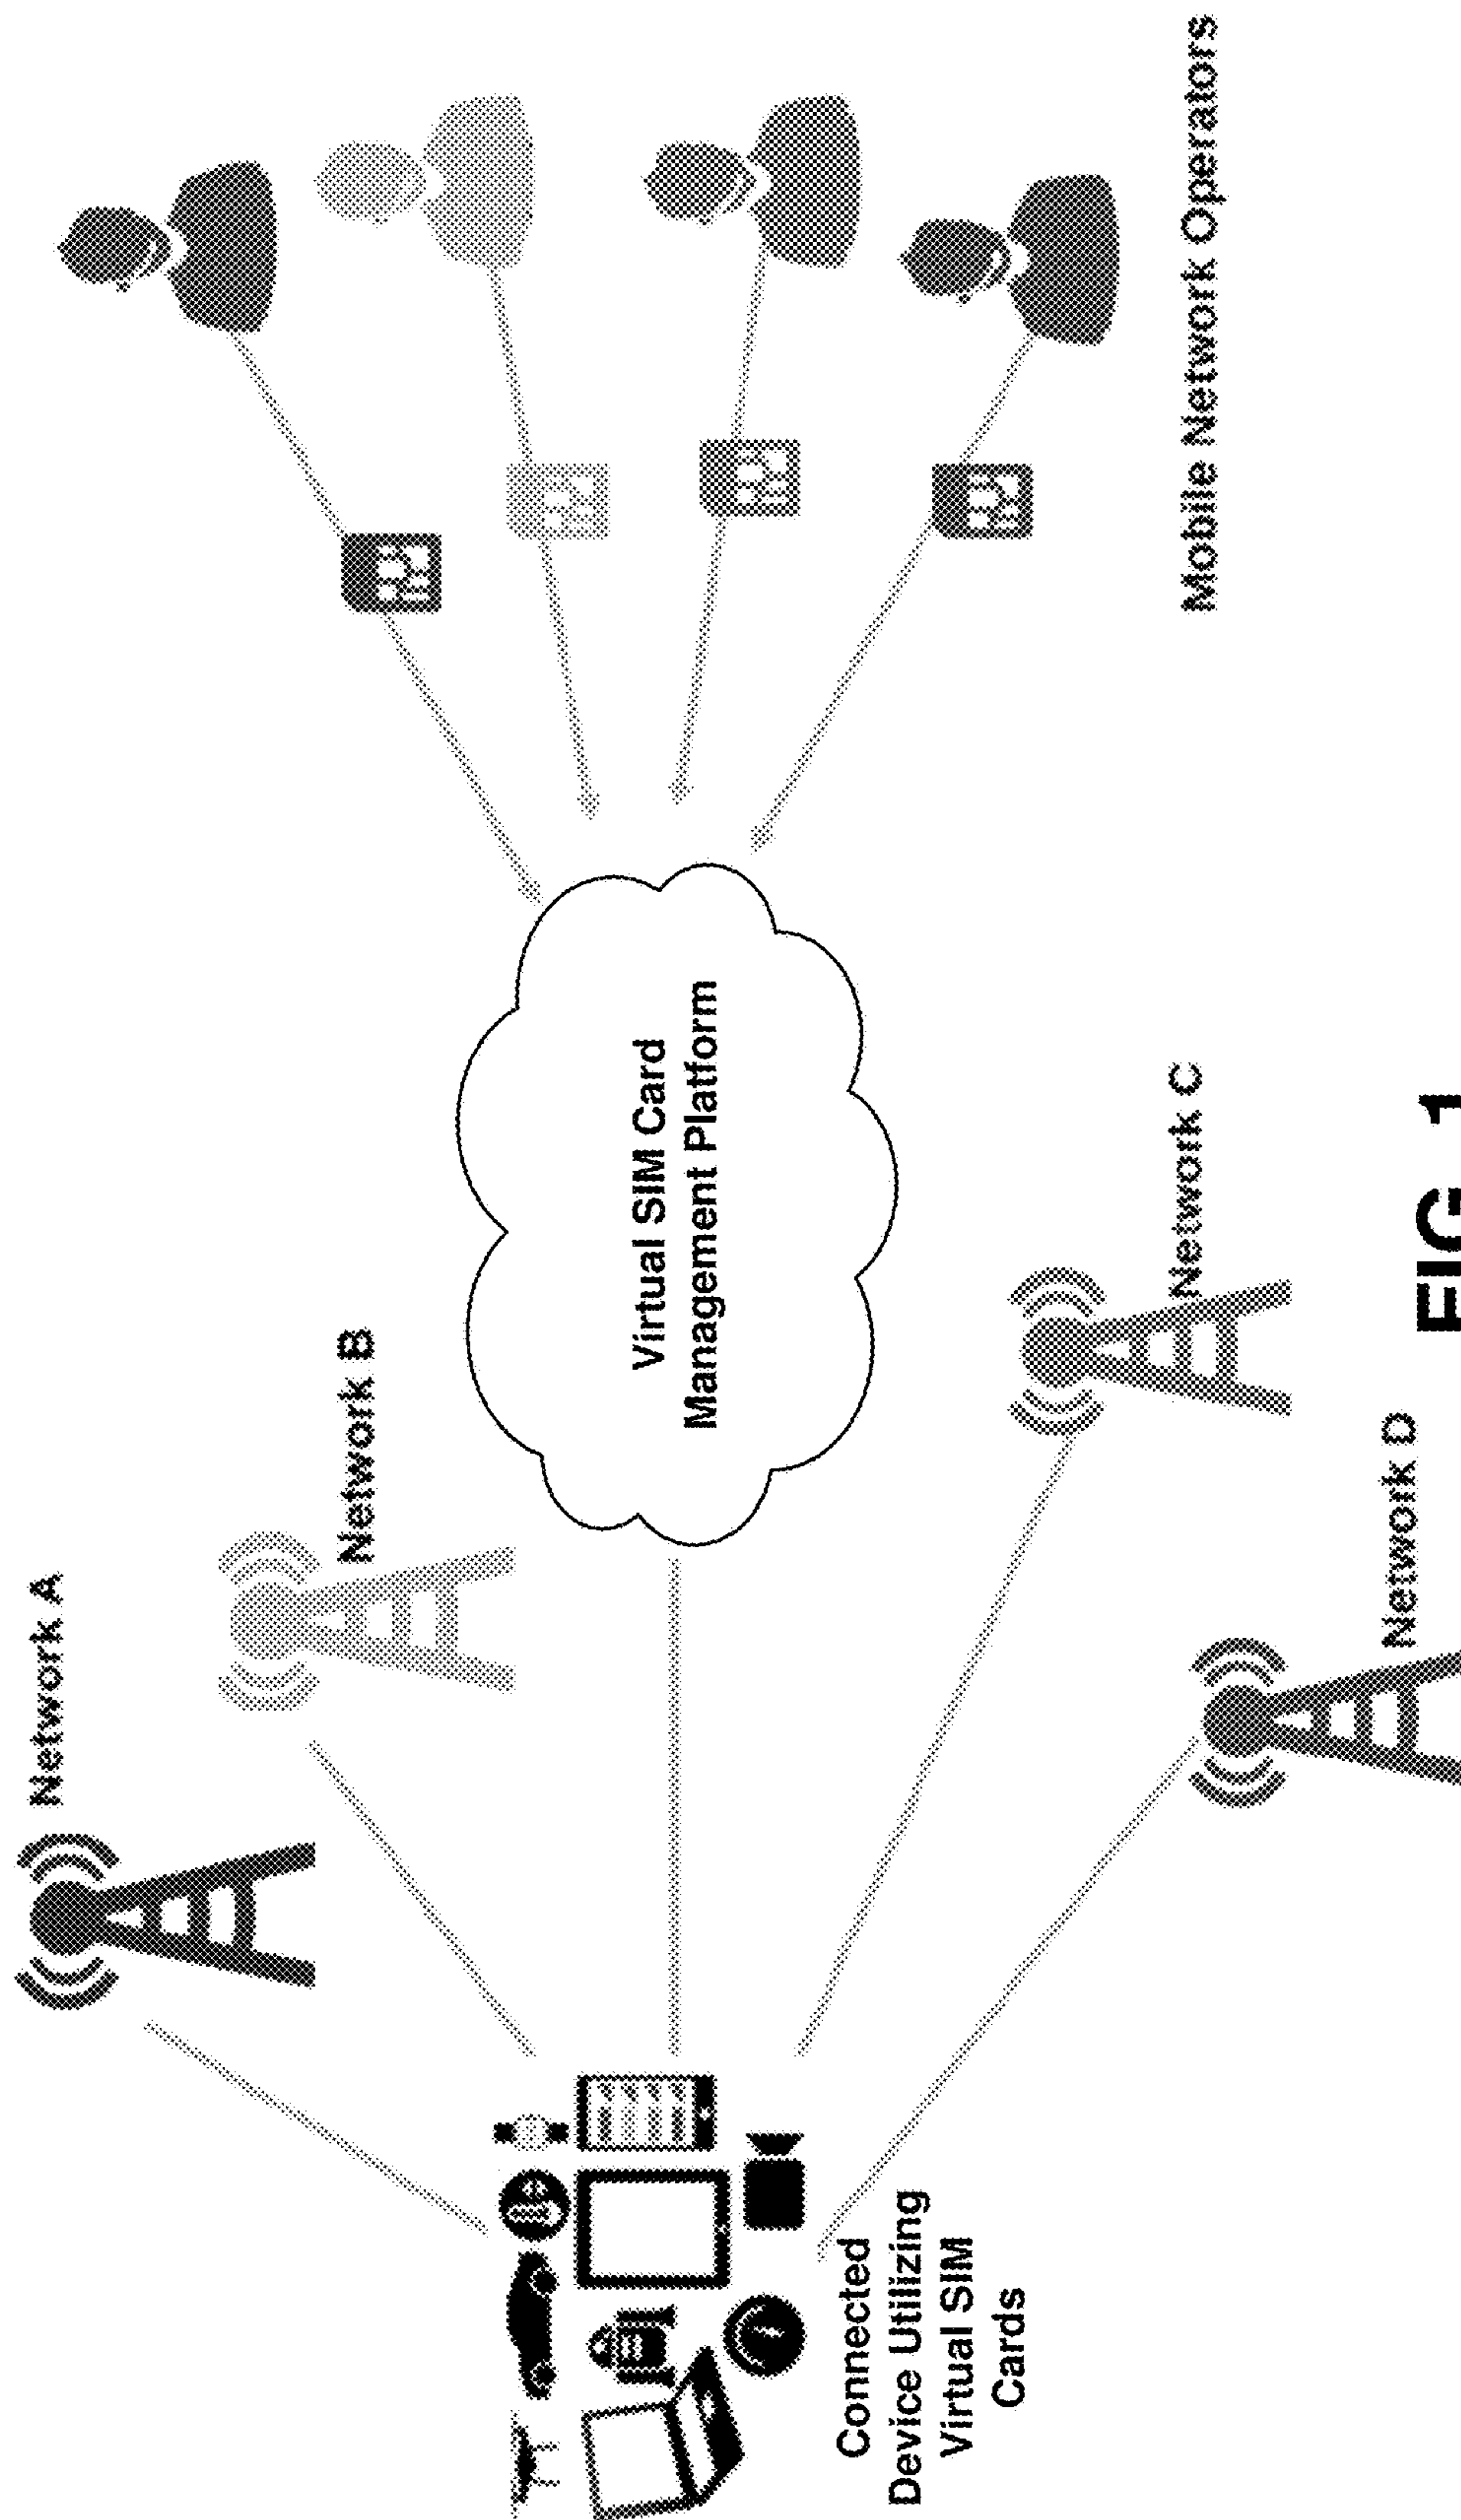 Network A
Network B
Virtual SIM Card
Management Platform
Connected
Device Utilizing
Virtual SIM
Cards
Network C
Network D
Mobile Network Operators
FIG. 1